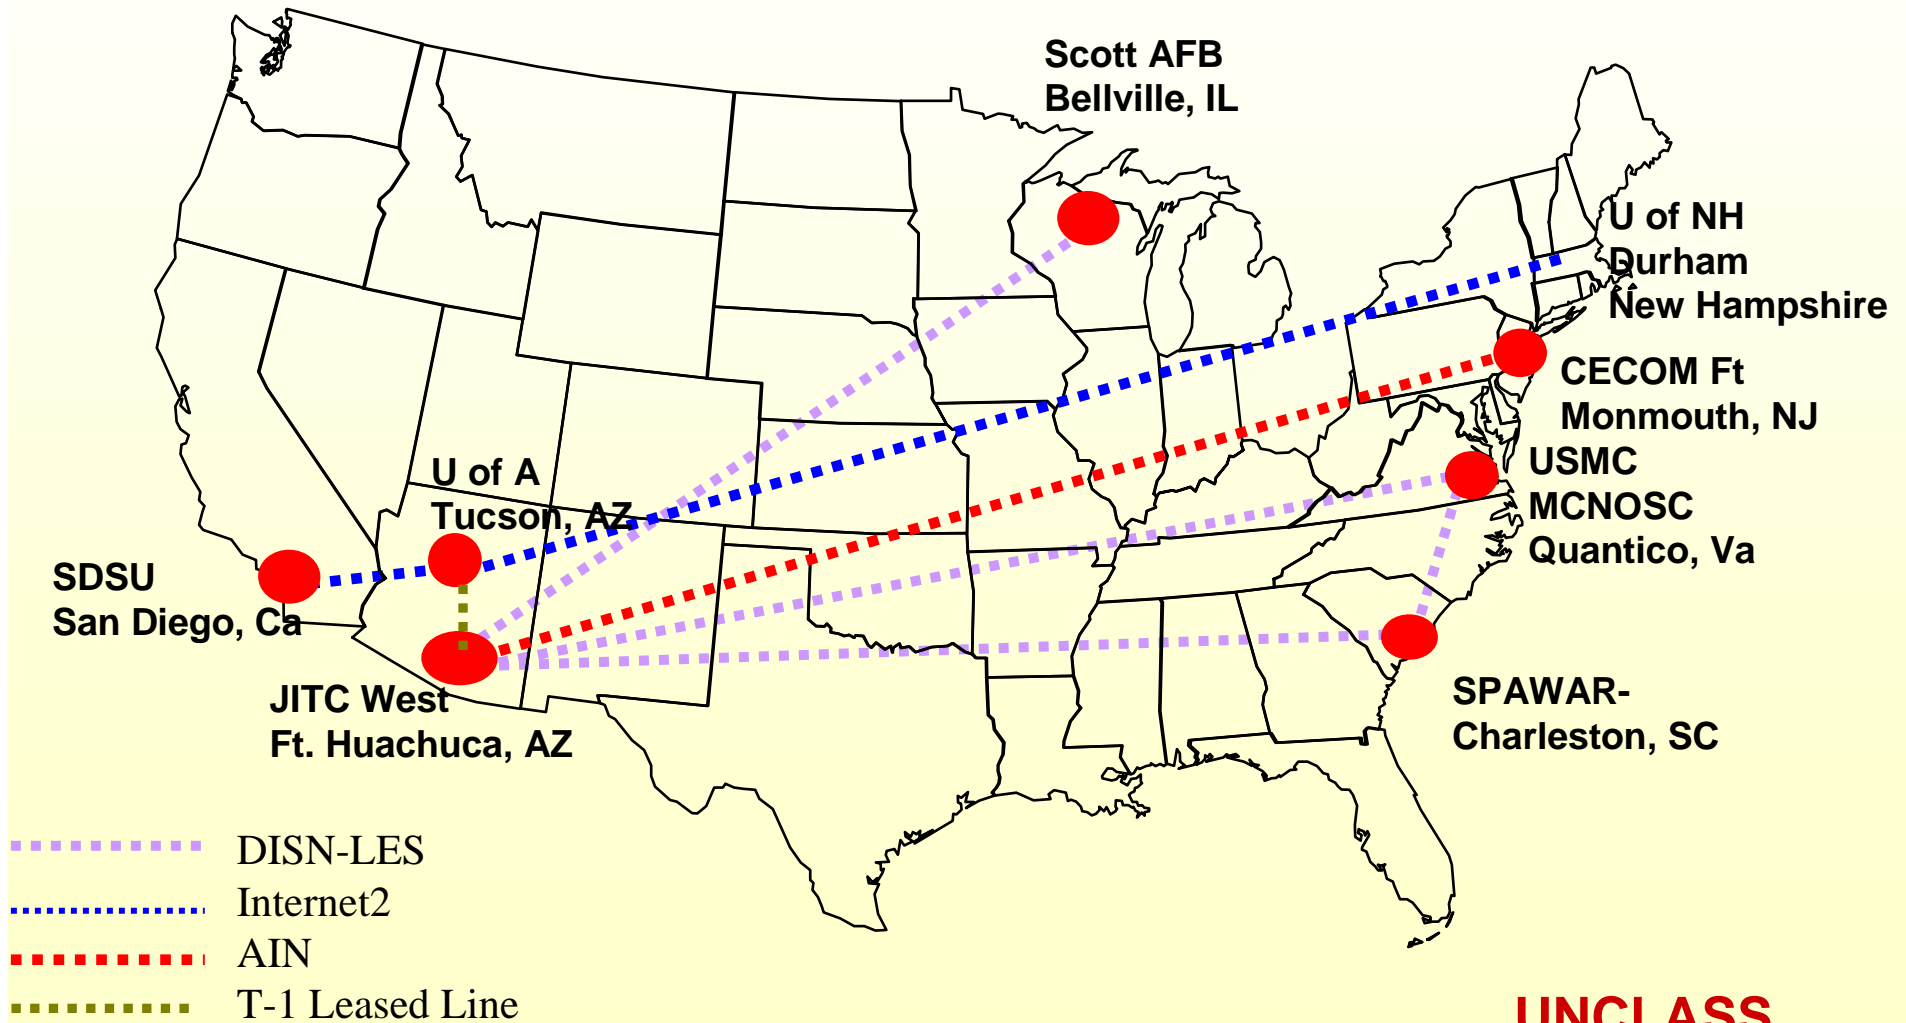 Scott AFB
Bellville, IL
U of NH
Durham
New Hampshire
CECOM Ft
Monmouth, NJ
USMC
MCNOSC
Quantico, Va
U of A
Tucson, AZ
SDSU
San Diego, Ca
JITC West
Ft. Huachuca, AZ
SPAWAR-
Charleston, SC
DISN-LES
Internet2
AIN
T-1 Leased Line
UNCLASS